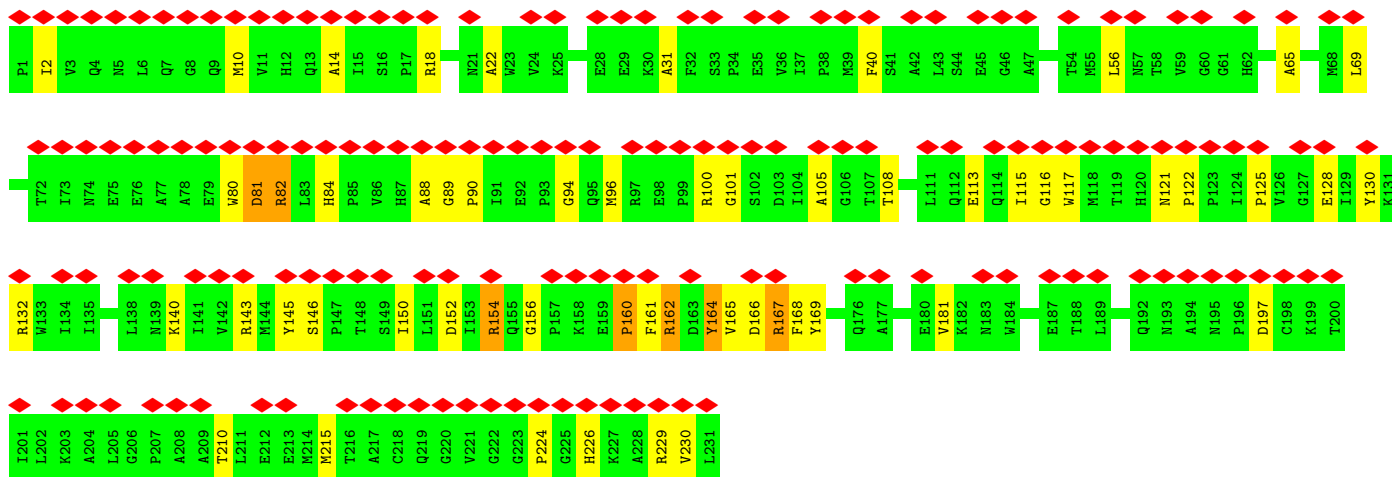 P1 I2 V3 Q4 N5 L6 Q7 G8 Q9 M10 V11 H12 Q13 A14 I15 S16 P17 R18 N21 A22 W23 V24 K25 E28 E29 K30 A31 F32 S33 P34 E35 V36 I37 P38 M39 F40 S41 A42 L43 S44 E45 G46 A47 T54 M55 L56 N57 T58 V59 G60 G61 H62 A65 M68 L69
T72 I73 N74 E75 E76 A77 A78 E79 W80 D81 R82 L83 H84 P85 V86 H87 A88 G89 P90 I91 E92 P93 G94 Q95 M96 R97 E98 P99 R100 G101 S102 D103 I104 A105 G106 T107 T108 L111 Q112 E113 Q114 I115 G116 W117 M118 T119 H120 N121 P122 P123 I124 P125 V126 G127 E128 I129 Y130 K131
R132 W133 I134 I135 L138 N139 K140 I141 V142 R143 M144 Y145 S146 P147 T148 S149 I150 L151 D152 I153 R154 Q155 G156 P157 K158 E159 P160 F161 R162 D163 Y164 V165 D166 R167 F168 Y169 Q176 A177 E180 V181 K182 N183 W184 E187 T188 L189 Q192 N193 A194 N195 P196 D197 C198 K199 T200
I201 L202 K203 A204 L205 G206 P207 A208 A209 T210 L211 E212 E213 M214 M215 T216 A217 C218 Q219 G220 V221 G222 G223 P224 G225 H226 K227 A228 R229 V230 L231